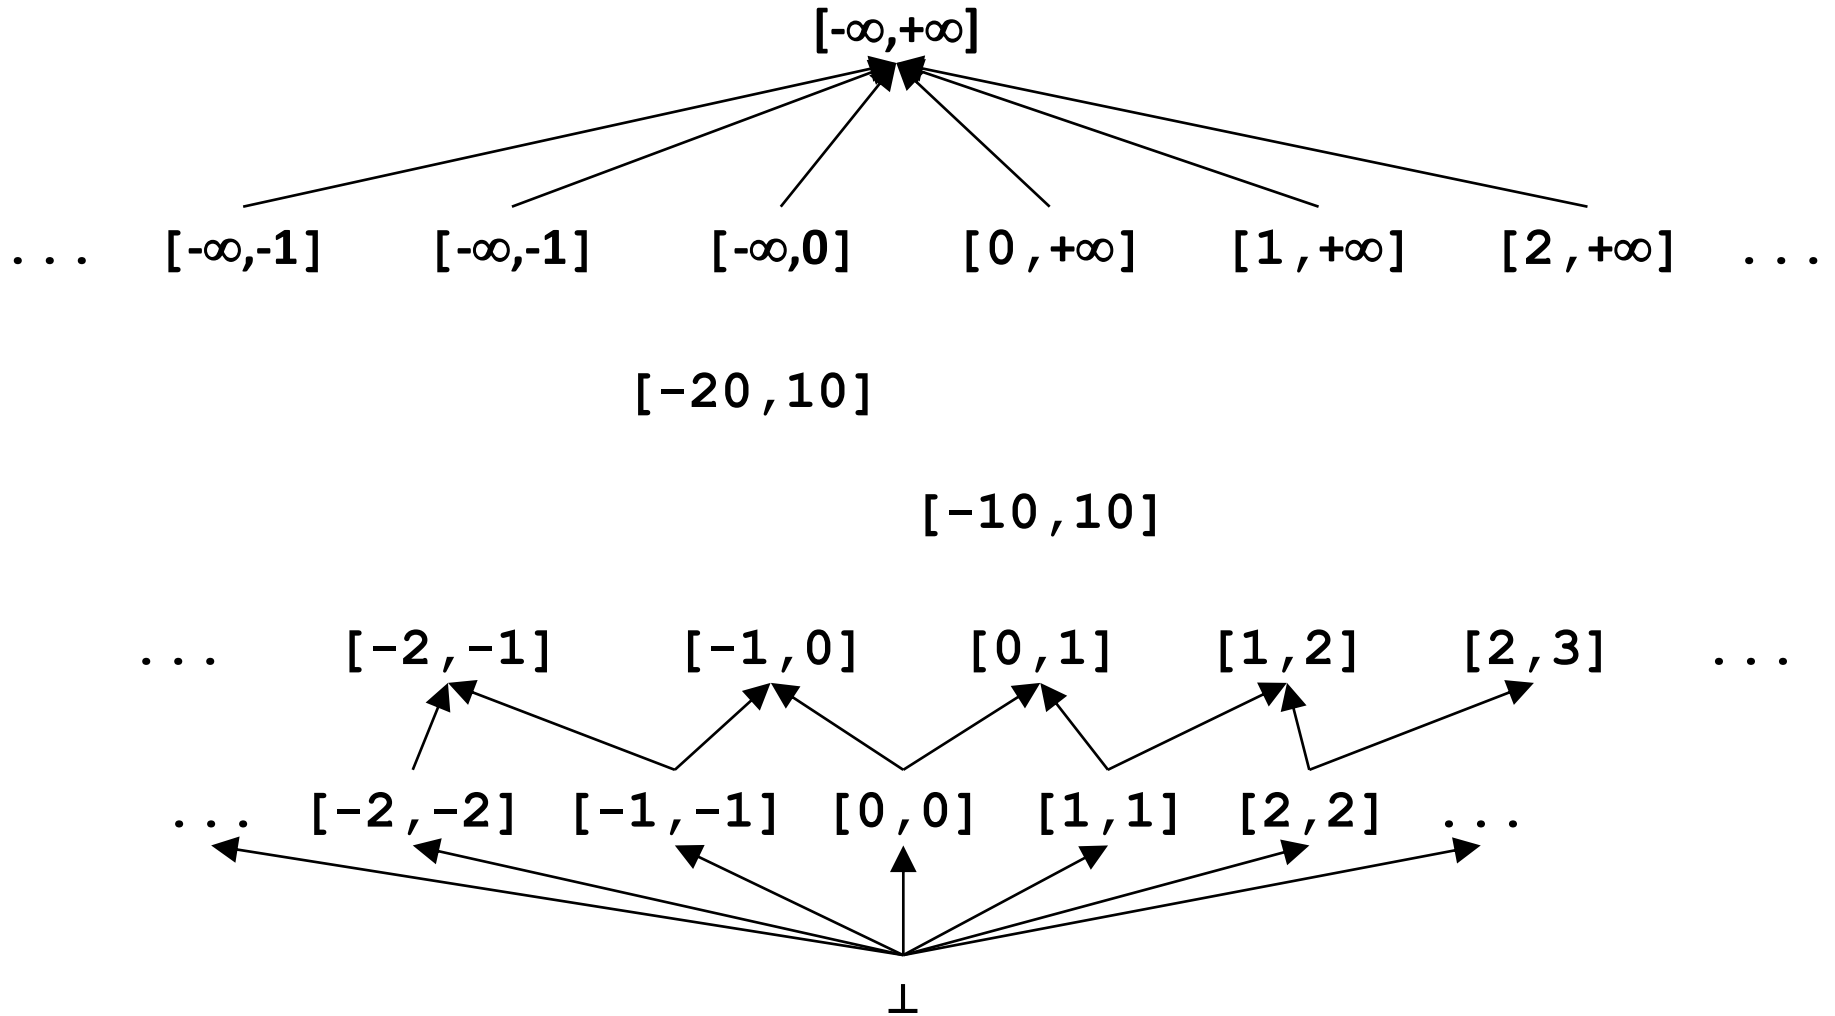 [-∞,+∞]
. . . [-∞,-1] [-∞,-1] [-∞,0] [0,+∞] [1,+∞] [2,+∞] . . .
[-20,10]
[-10,10]
. . . [-2,-1] [-1,0] [0,1] [1,2] [2,3] . . .
. . . [-2,-2] [-1,-1] [0,0] [1,1] [2,2] . . .
⊥